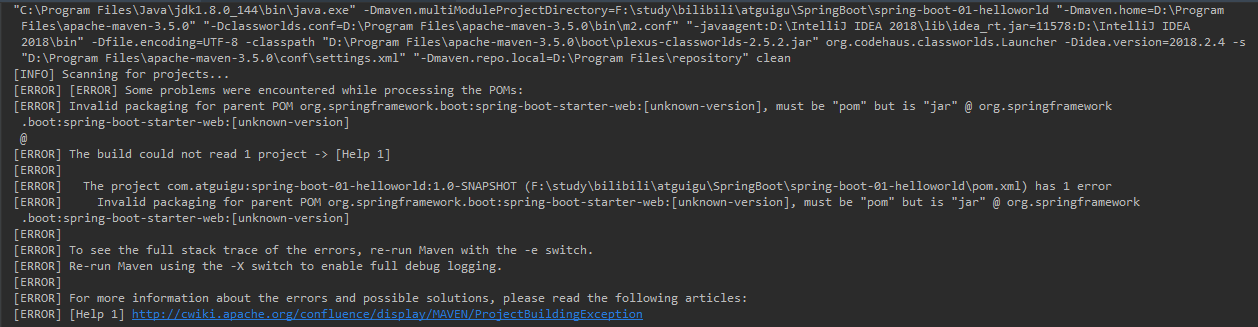 "C:\Program Files\Java\jdk1.8.0_144\bin\java.exe" -Dmaven.multiModuleProjectDirectory=F:\study\bilibili\atguigu\SpringBoot\spring-boot-01-helloworld "-Dmaven.home=D:\Program
Files\apache-maven-3.5.0" "-Dclassworlds.conf=D:\Program Files\apache-maven-3.5.0\bin\m2.conf" "-javaagent:D:\IntelliJ IDEA 2018\lib\idea_rt.jar=11578:D:\IntelliJ IDEA
2018\bin" -Dfile.encoding=UTF-8 -classpath "D:\Program Files\apache-maven-3.5.0\boot\plexus-classworlds-2.5.2.jar" org.codehaus.classworlds.Launcher -Didea.version=2018.2.4 -s
"D:\Program Files\apache-maven-3.5.0\conf\settings.xml" "-Dmaven.repo.local=D:\Program Files\repository" clean
[INFO] Scanning for projects...
[ERROR] [ERROR] Some problems were encountered while processing the POMs:
[ERROR] Invalid packaging for parent POM org.springframework.boot:spring-boot-starter-web:[unknown-version], must be "pom" but is "jar" @ org.springframework
.boot:spring-boot-starter-web:[unknown-version]
@
[ERROR] The build could not read 1 project -> [Help 1]
[ERROR]
[ERROR]   The project com.atguigu:spring-boot-01-helloworld:1.0-SNAPSHOT (F:\study\bilibili\atguigu\SpringBoot\spring-boot-01-helloworld\pom.xml) has 1 error
[ERROR]     Invalid packaging for parent POM org.springframework.boot:spring-boot-starter-web:[unknown-version], must be "pom" but is "jar" @ org.springframework
.boot:spring-boot-starter-web:[unknown-version]
[ERROR]
[ERROR] To see the full stack trace of the errors, re-run Maven with the -e switch.
[ERROR] Re-run Maven using the -X switch to enable full debug logging.
[ERROR]
[ERROR] For more information about the errors and possible solutions, please read the following articles:
[ERROR] [Help 1] http://cwiki.apache.org/confluence/display/MAVEN/ProjectBuildingException